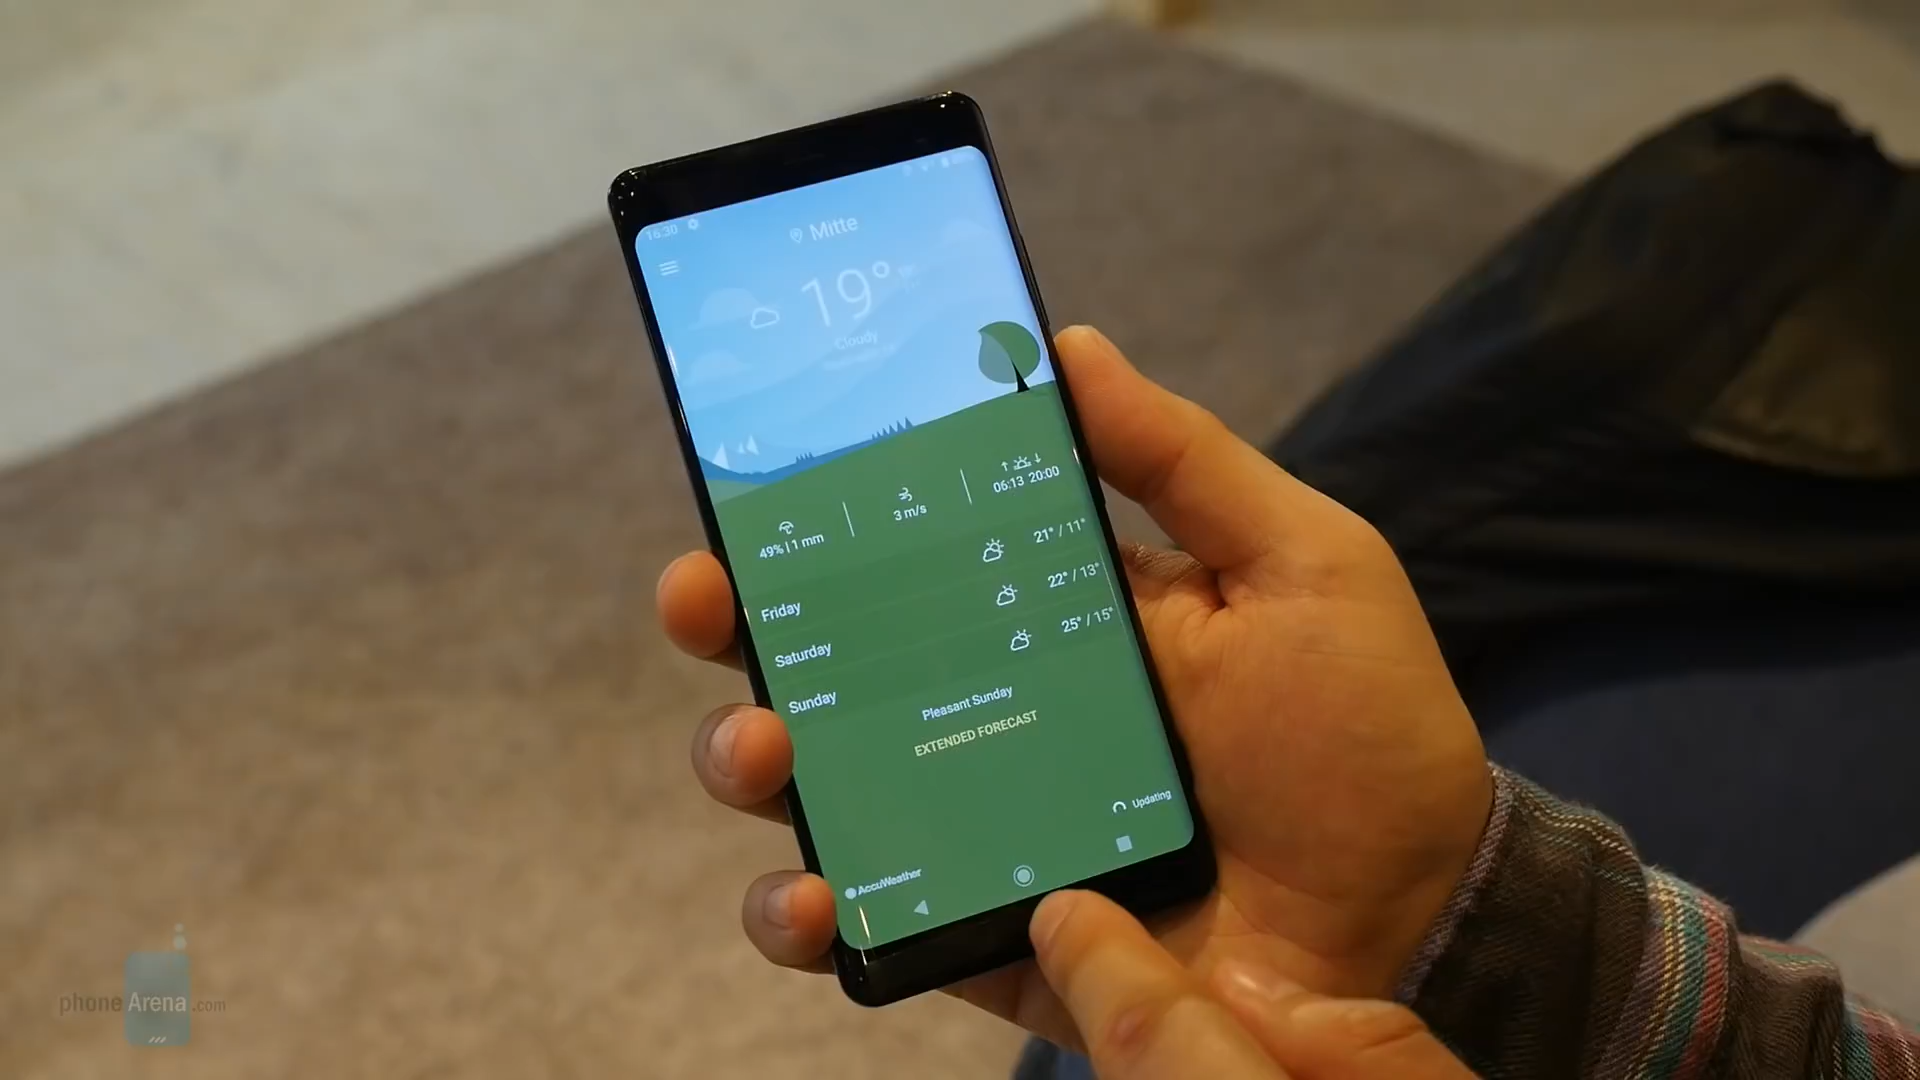 16:30
Mitte
19°
Cloudy
06:13 20:00
3 m/s
49% | 1 mm
Friday 21° / 11°
Saturday 22° / 13°
Sunday 25° / 15°
Pleasant Sunday
EXTENDED FORECAST
Updating
AccuWeather
phoneArena.com